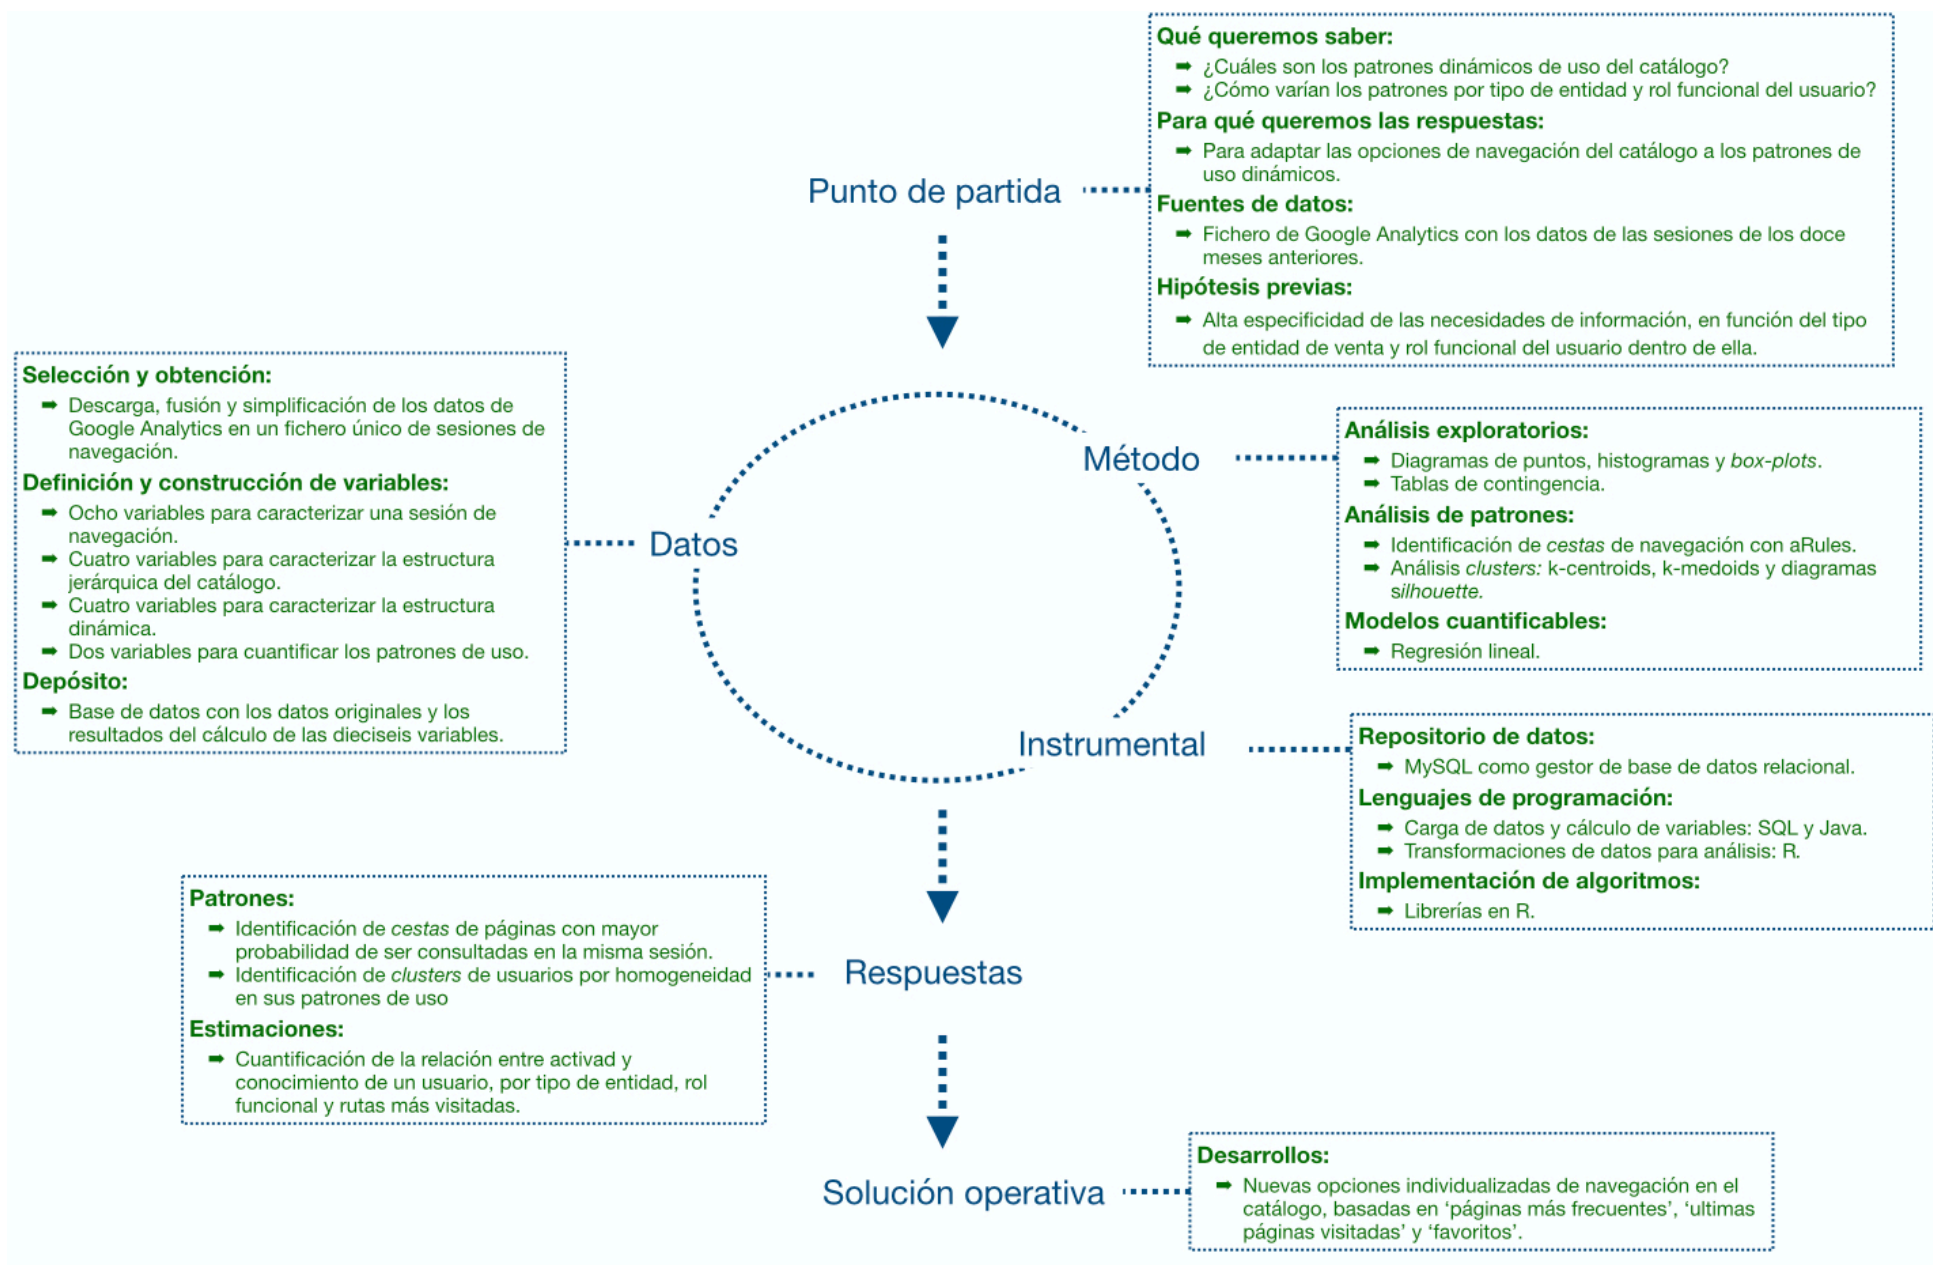 Punto de partida
Qué queremos saber:
➡ ¿Cuáles son los patrones dinámicos de uso del catálogo?
➡ ¿Cómo varían los patrones por tipo de entidad y rol funcional del usuario?
Para qué queremos las respuestas:
➡ Para adaptar las opciones de navegación del catálogo a los patrones de
uso dinámicos.
Fuentes de datos:
➡ Fichero de Google Analytics con los datos de las sesiones de los doce
meses anteriores.
Hipótesis previas:
➡ Alta especificidad de las necesidades de información, en función del tipo
de entidad de venta y rol funcional del usuario dentro de ella.
Datos
Selección y obtención:
➡ Descarga, fusión y simplificación de los datos de
Google Analytics en un fichero único de sesiones de
navegación.
Definición y construcción de variables:
➡ Ocho variables para caracterizar una sesión de
navegación.
➡ Cuatro variables para caracterizar la estructura
jerárquica del catálogo.
➡ Cuatro variables para caracterizar la estructura
dinámica.
➡ Dos variables para cuantificar los patrones de uso.
Depósito:
➡ Base de datos con los datos originales y los
resultados del cálculo de las dieciseis variables.
Método
Análisis exploratorios:
➡ Diagramas de puntos, histogramas y box-plots.
➡ Tablas de contingencia.
Análisis de patrones:
➡ Identificación de cestas de navegación con aRules.
➡ Análisis clusters: k-centroids, k-medoids y diagramas
silhouette.
Modelos cuantificables:
➡ Regresión lineal.
Instrumental
Repositorio de datos:
➡ MySQL como gestor de base de datos relacional.
Lenguajes de programación:
➡ Carga de datos y cálculo de variables: SQL y Java.
➡ Transformaciones de datos para análisis: R.
Implementación de algoritmos:
➡ Librerías en R.
Respuestas
Patrones:
➡ Identificación de cestas de páginas con mayor
probabilidad de ser consultadas en la misma sesión.
➡ Identificación de clusters de usuarios por homogeneidad
en sus patrones de uso
Estimaciones:
➡ Cuantificación de la relación entre activad y
conocimiento de un usuario, por tipo de entidad, rol
funcional y rutas más visitadas.
Solución operativa
Desarrollos:
➡ Nuevas opciones individualizadas de navegación en el
catálogo, basadas en ‘páginas más frecuentes’, ‘ultimas
páginas visitadas’ y ‘favoritos’.